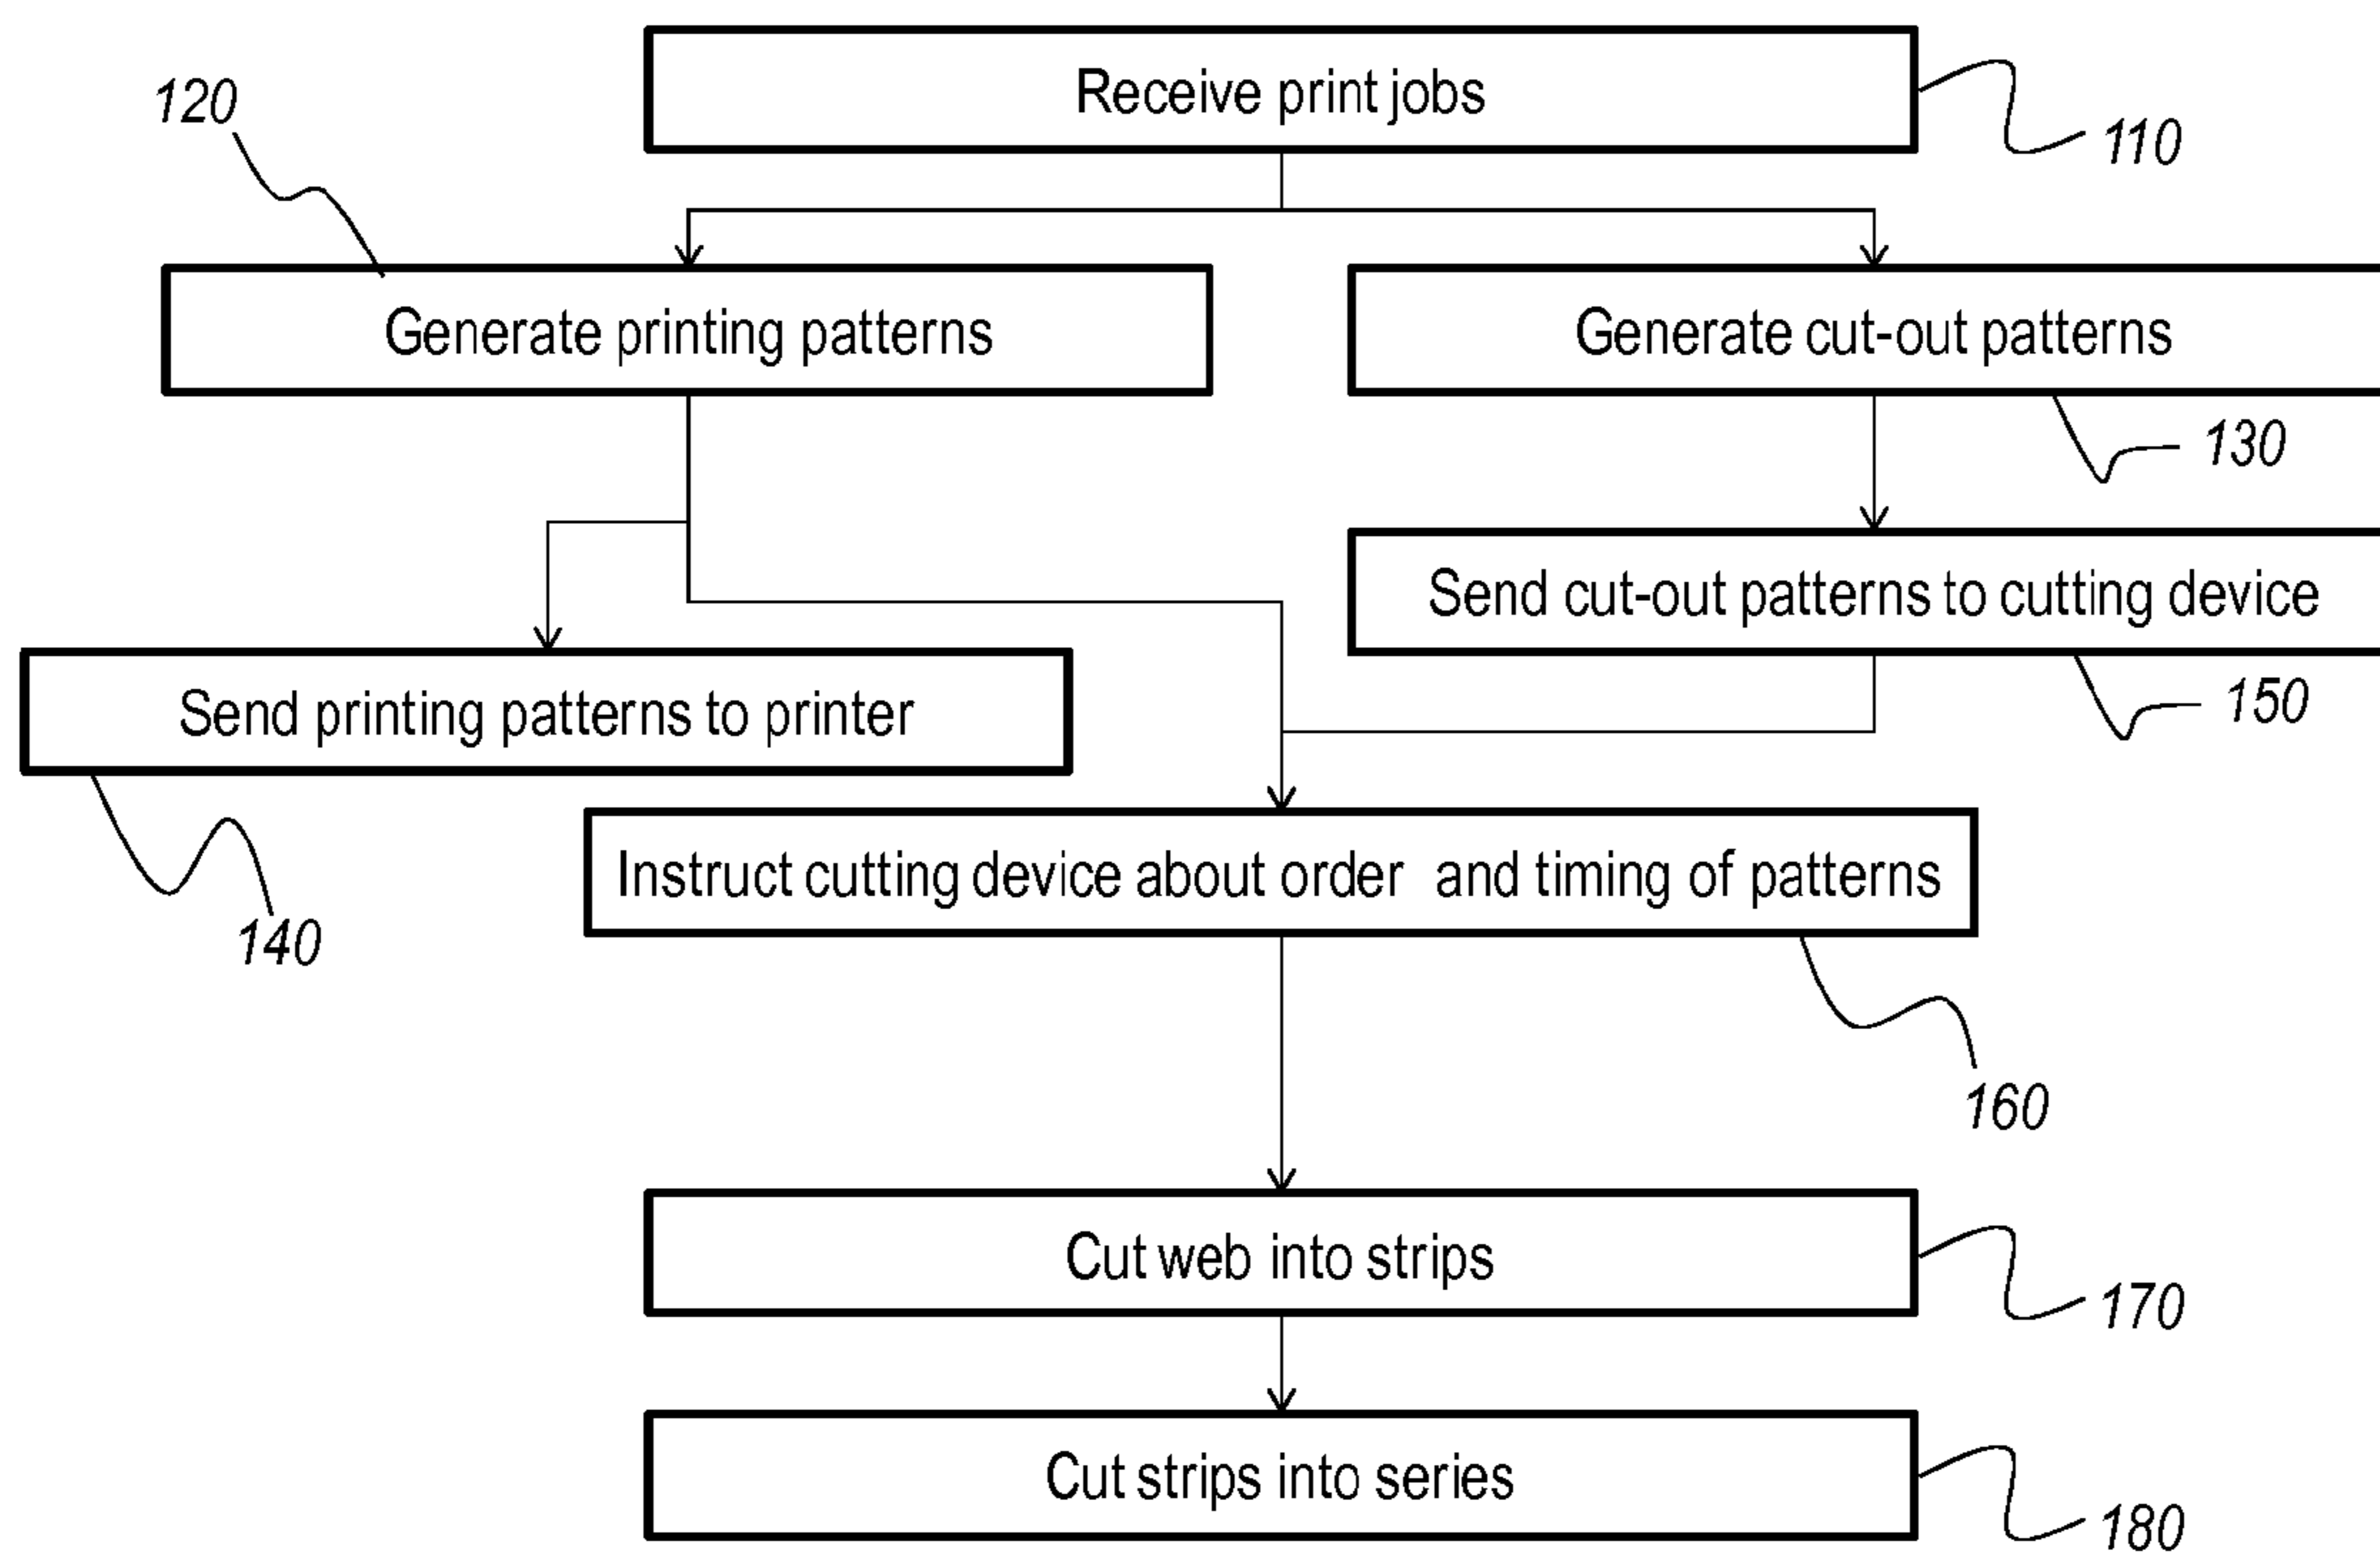 Receive print jobs
110
120
Generate printing patterns
Generate cut-out patterns
130
Send cut-out patterns to cutting device
150
Send printing patterns to printer
140
Instruct cutting device about order and timing of patterns
160
Cut web into strips
170
Cut strips into series
180